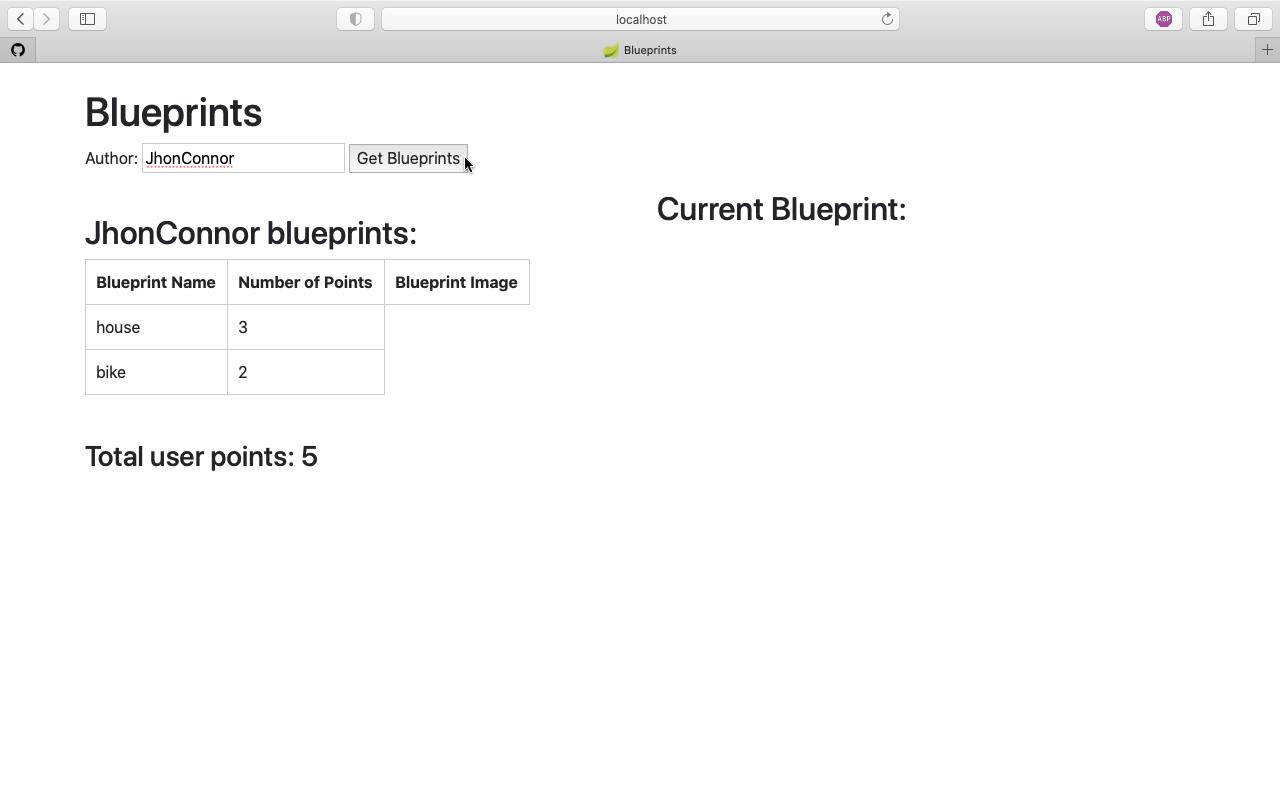 localhost
ABP
Blueprints
Blueprints
Author: JhonConnor Get Blueprints
Current Blueprint:
JhonConnor blueprints:
Blueprint Name Number of Points Blueprint Image
house 3
bike 2
Total user points: 5